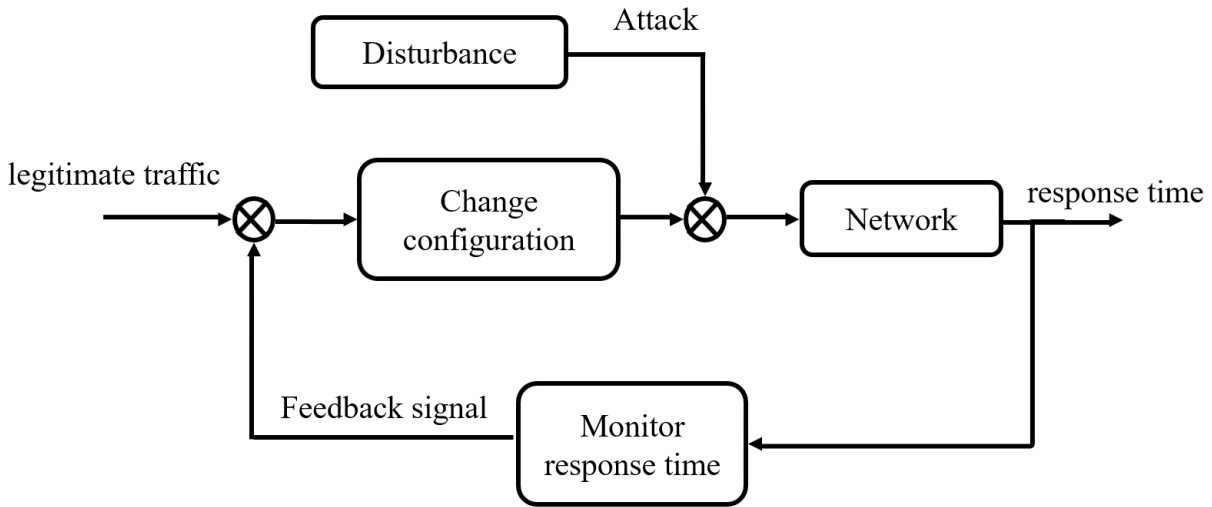 Attack
Disturbance
legitimate traffic
Change
configuration
Network
response time
Feedback signal
Monitor
response time